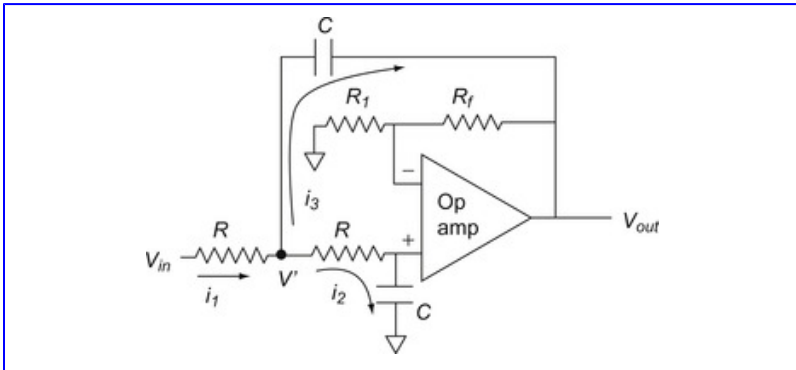 C
R1 Rf
−
Op
amp
Vout
i3
R R +
Vin V'
i1 i2 C